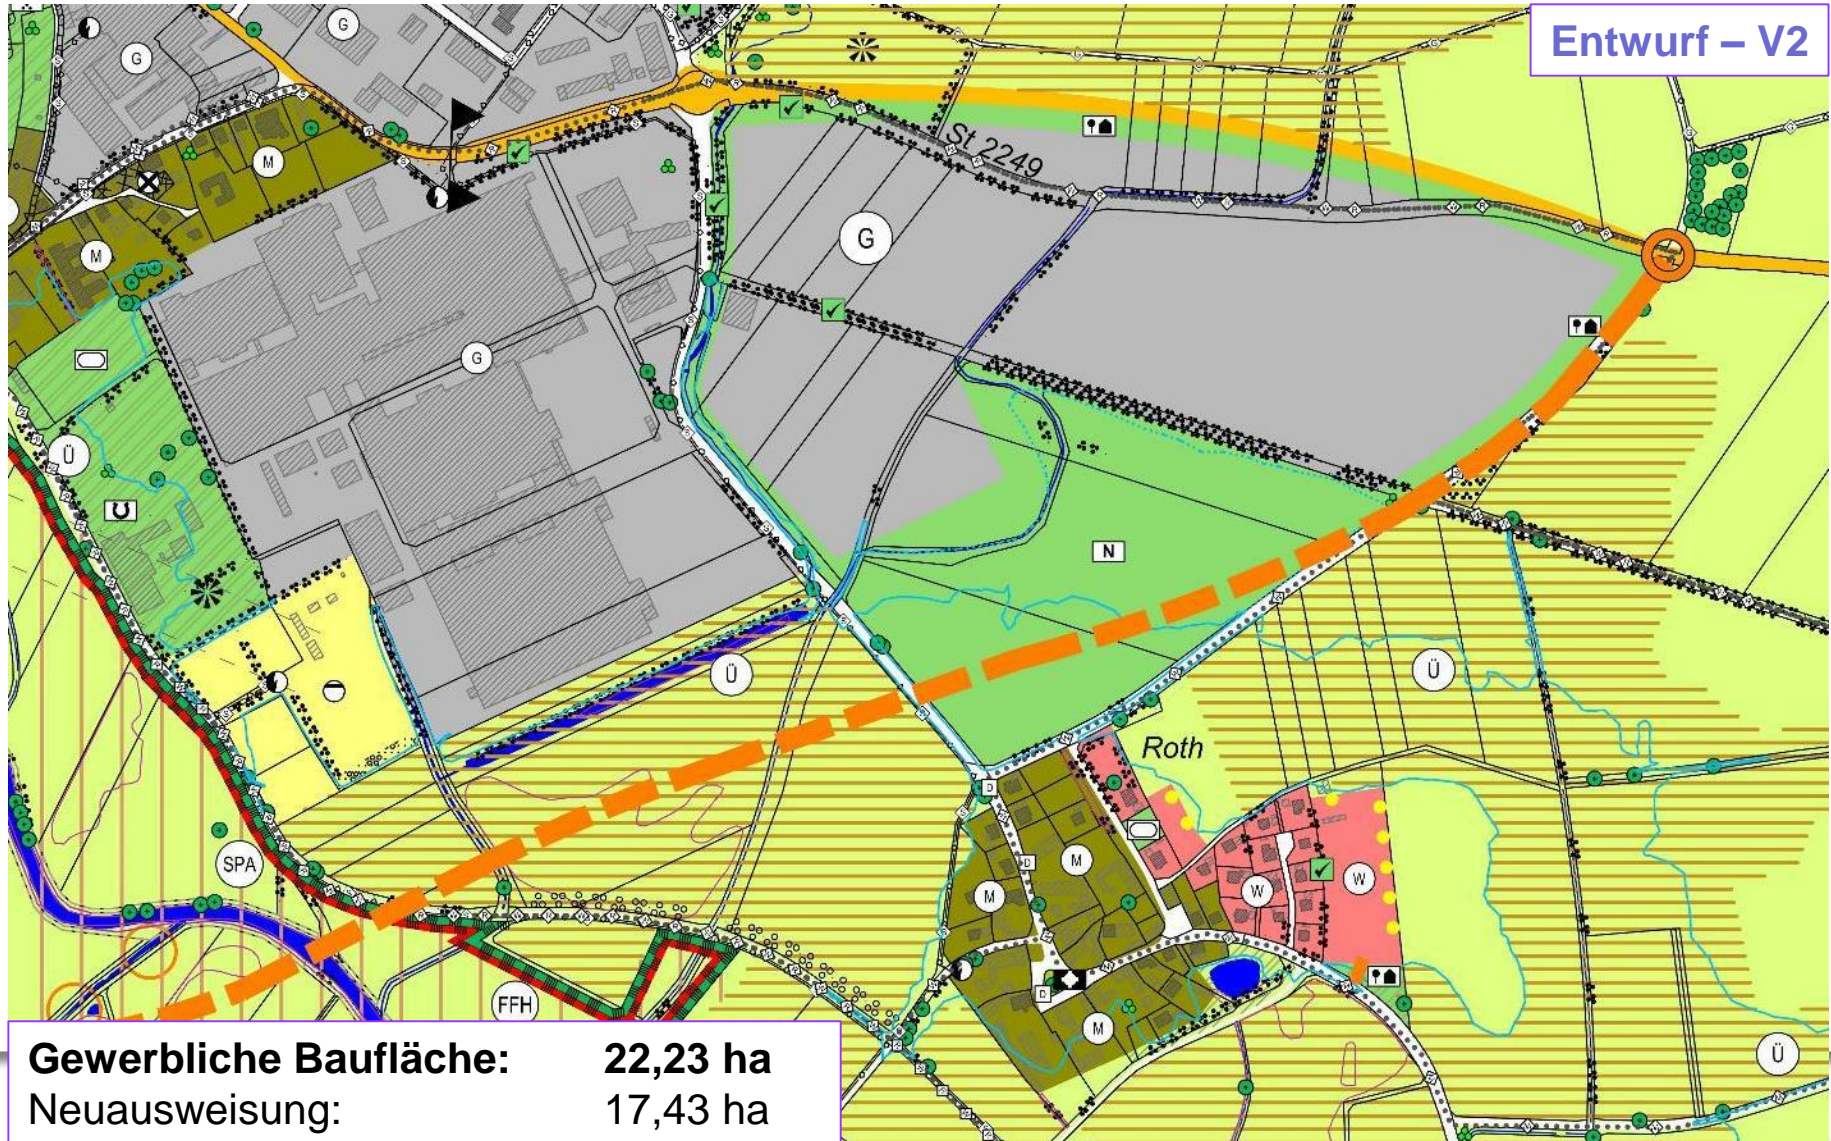 Entwurf – V2
G
G
M
St 2249
G
M
G
Ü
N
Ü
Ü
Roth
SPA
M
W
W
D
D
M
FFH
D
M
Ü
Gewerbliche Baufläche: 22,23 ha
Neuausweisung: 17,43 ha